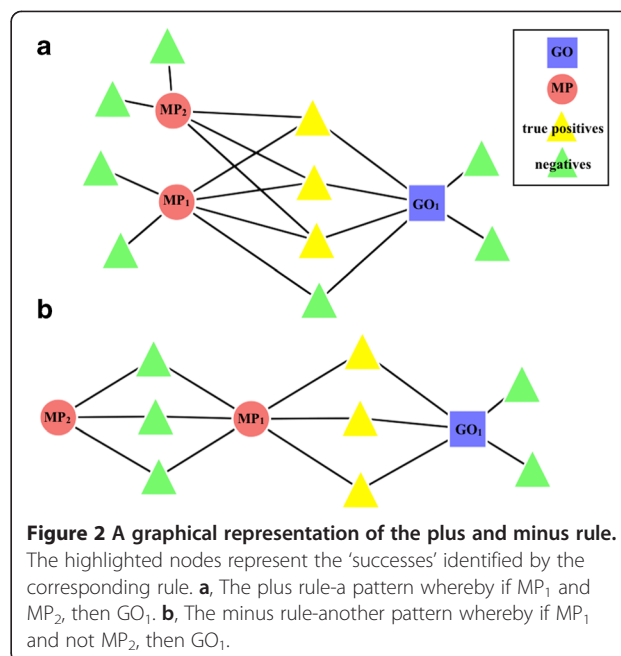 a
GO
MP
true positives
negatives
MP₂
MP₁
GO₁
b
MP₂
MP₁
GO₁
Figure 2 A graphical representation of the plus and minus rule.
The highlighted nodes represent the ‘successes’ identified by the
corresponding rule. a, The plus rule-a pattern whereby if MP₁ and
MP₂, then GO₁. b, The minus rule-another pattern whereby if MP₁
and not MP₂, then GO₁.